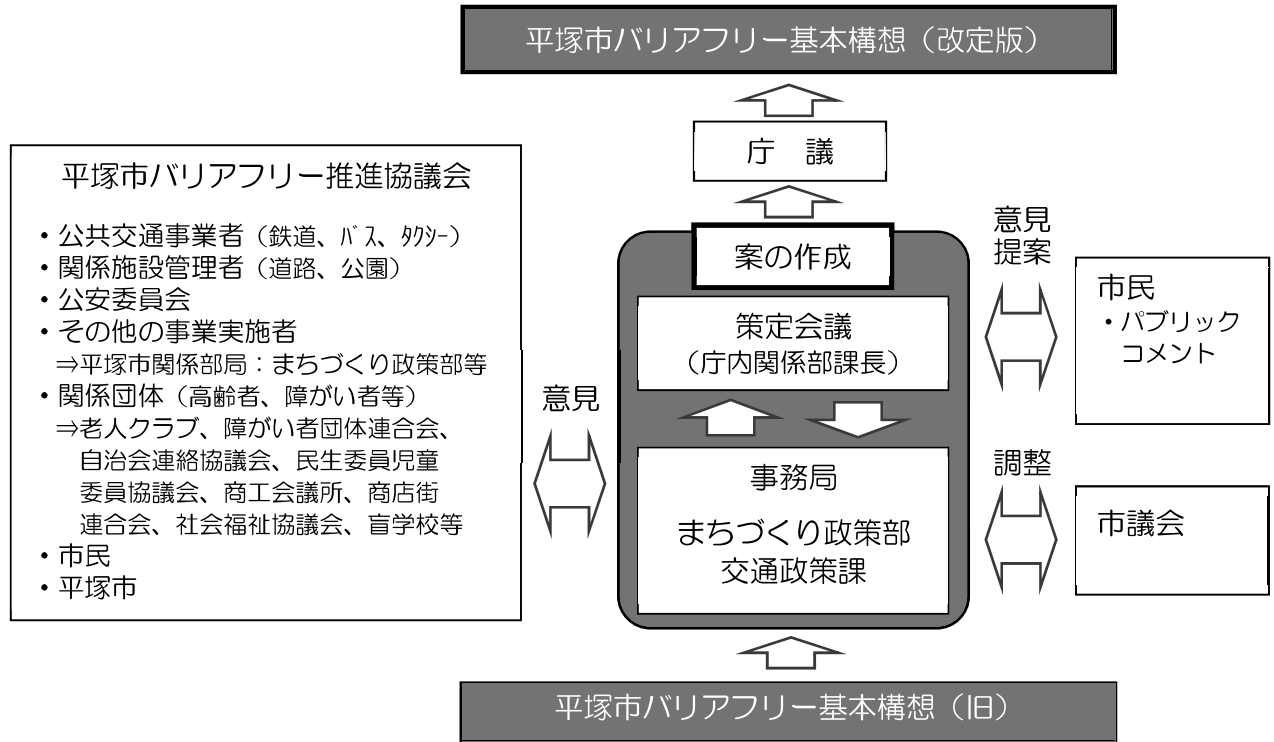 平塚市バリアフリー基本構想（改定版）
庁　議
平塚市バリアフリー推進協議会
・公共交通事業者（鉄道、ﾊﾞｽ、ﾀｸｼｰ）
・関係施設管理者（道路、公園）
・公安委員会
・その他の事業実施者
⇒平塚市関係部局：まちづくり政策部等
・関係団体（高齢者、障がい者等）
⇒老人クラブ、障がい者団体連合会、
自治会連絡協議会、民生委員児童
委員協議会、商工会議所、商店街
連合会、社会福祉協議会、盲学校等
・市民
・平塚市
意見
案の作成
策定会議
（庁内関係部課長）
事務局
まちづくり政策部
交通政策課
意見
提案
市民
・パブリック
コメント
調整
市議会
平塚市バリアフリー基本構想（旧）